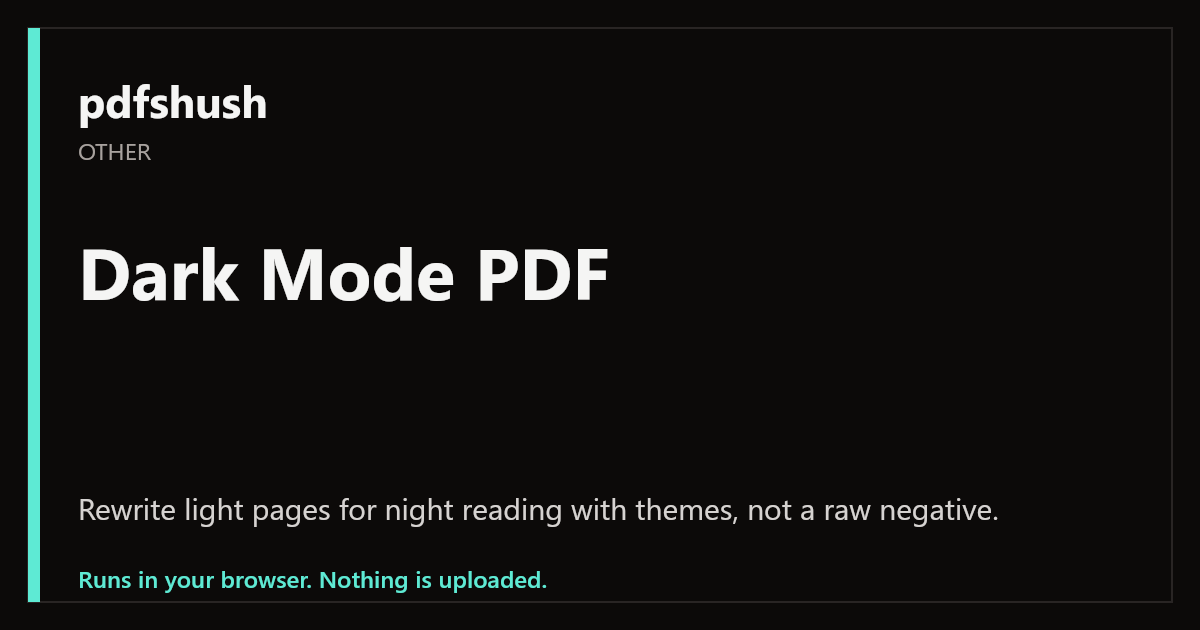 pdfshush
OTHER
Dark Mode PDF
Rewrite light pages for night reading with themes, not a raw negative.
Runs in your browser. Nothing is uploaded.